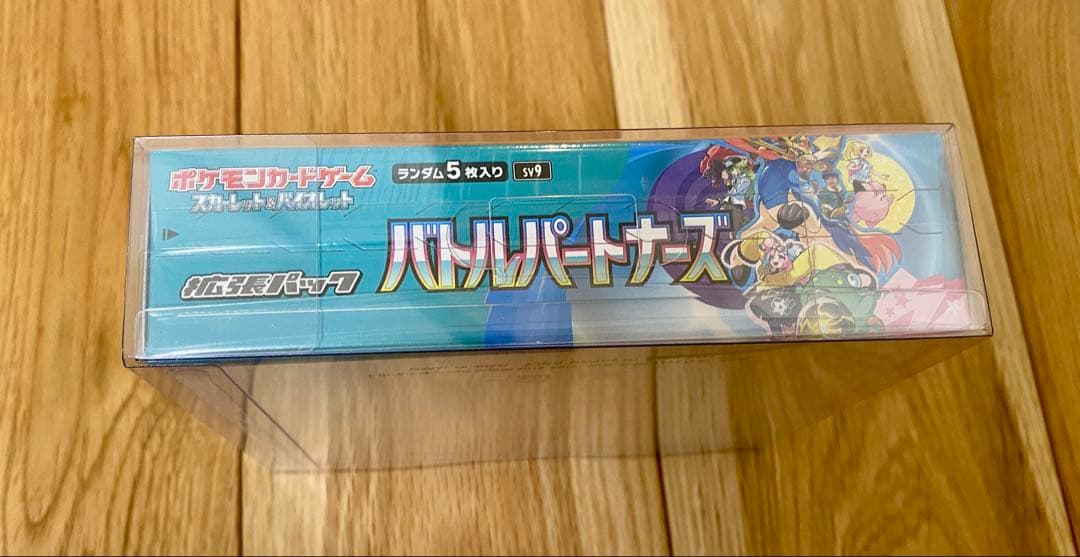 ポケモンカードゲーム
スカーレット&バイオレット
ランダム5枚入り
SV9
拡張パック
バトルパートナーズ